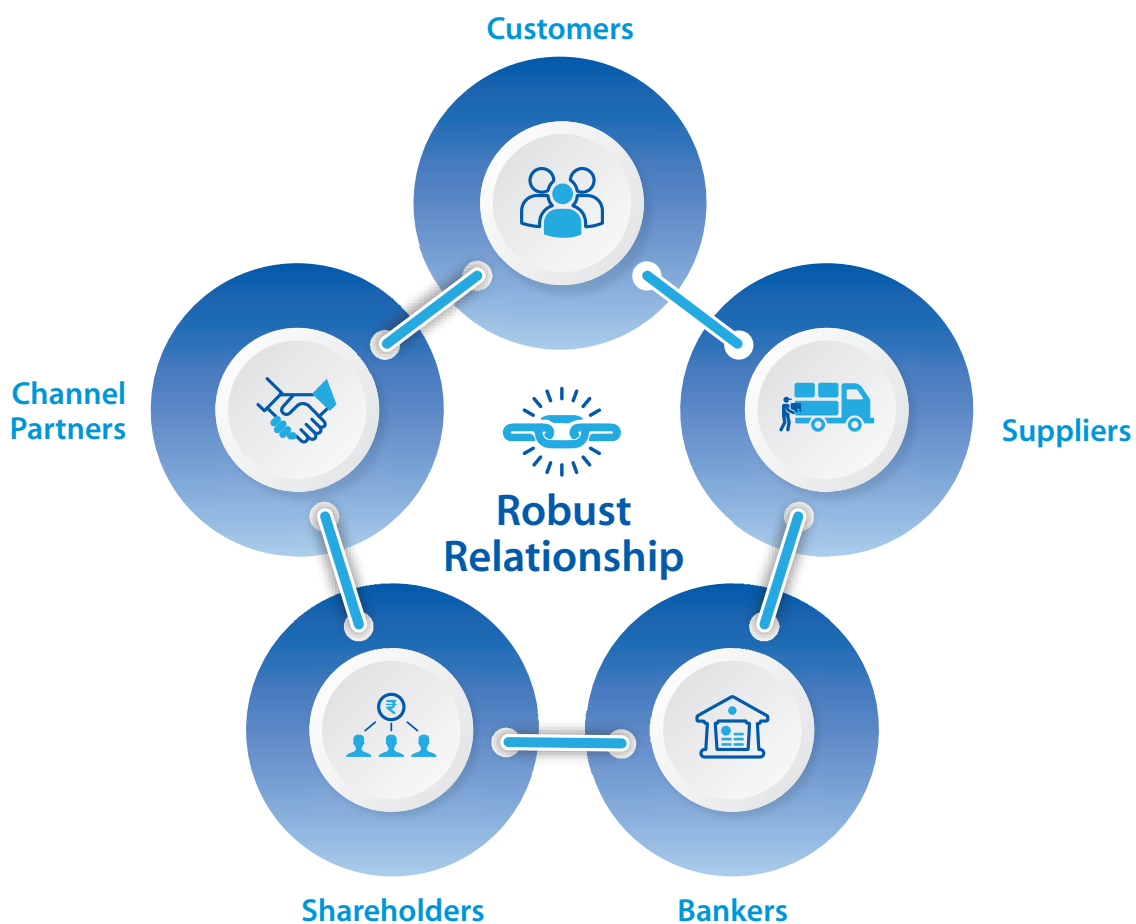 Customers
Channel
Partners
Suppliers
Robust
Relationship
₹
Shareholders
Bankers